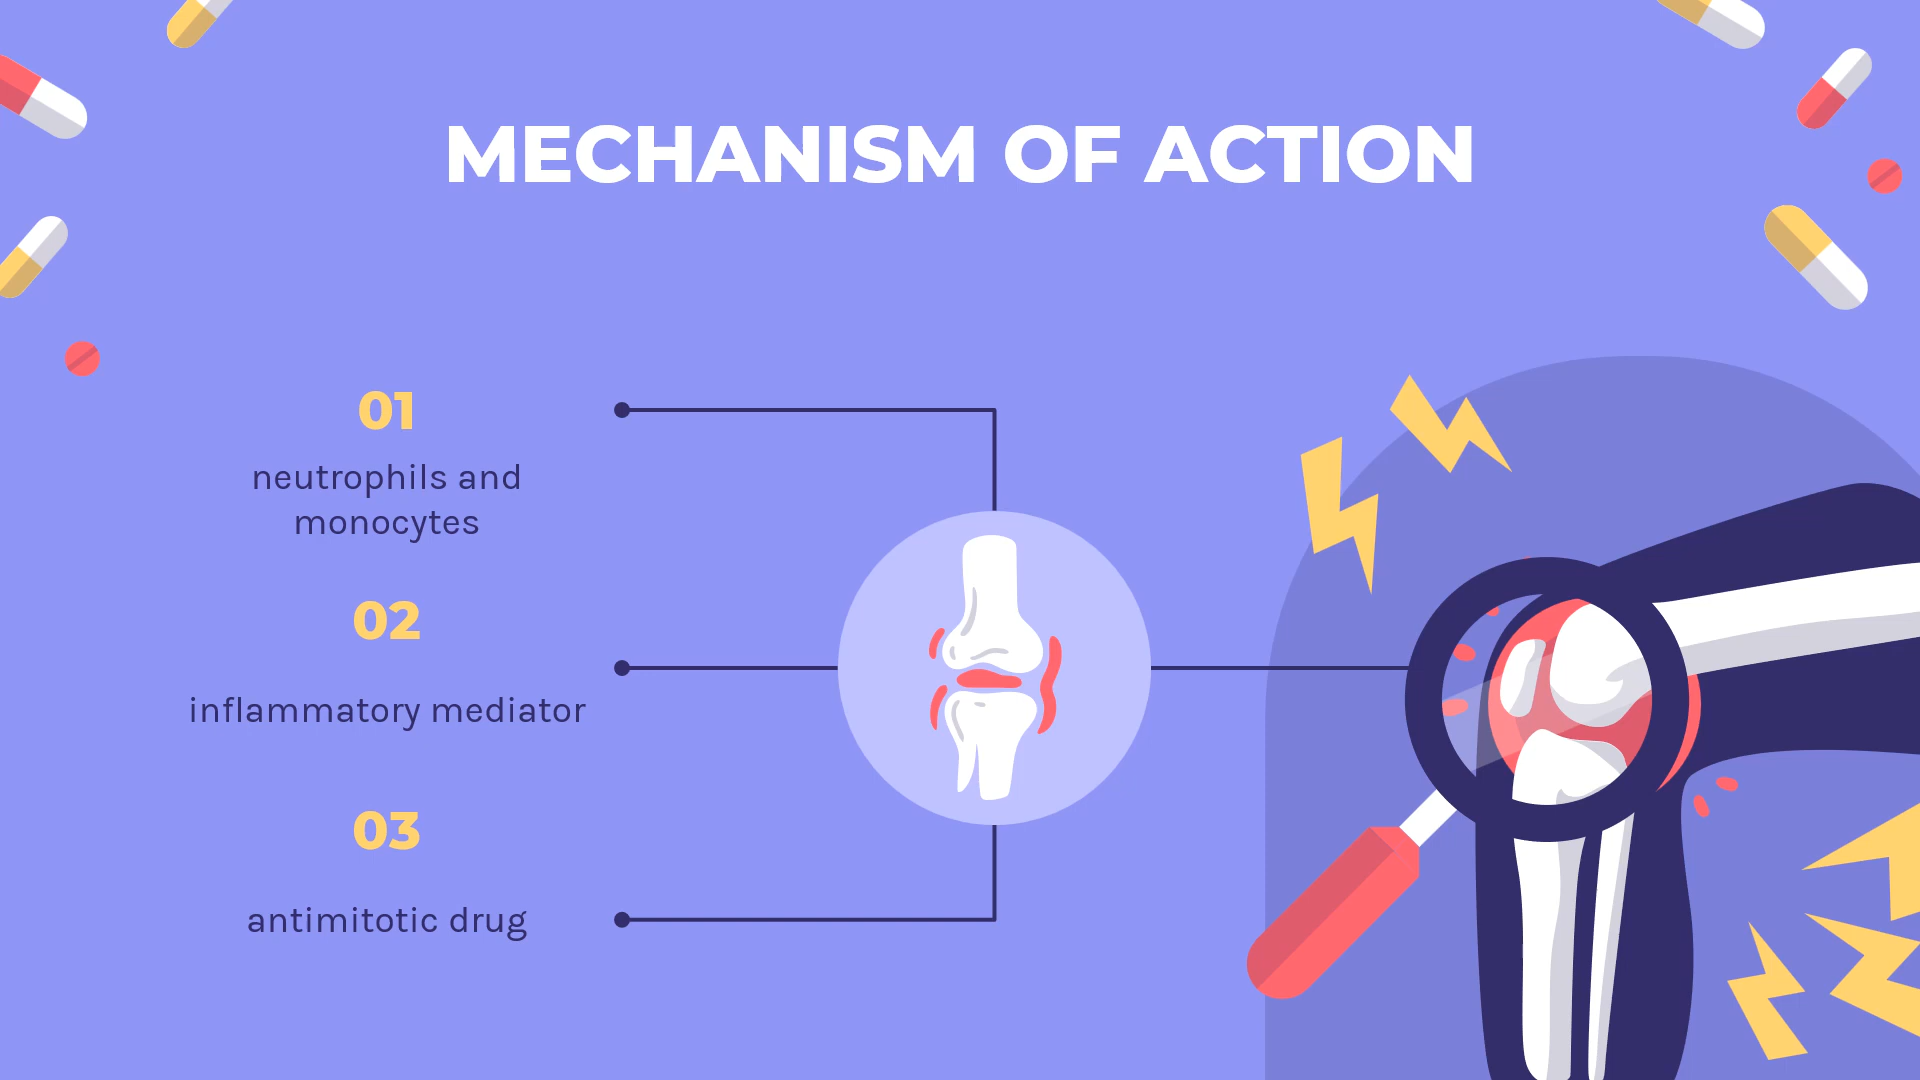 MECHANISM OF ACTION
01
neutrophils and
monocytes
02
inflammatory mediator
03
antimitotic drug